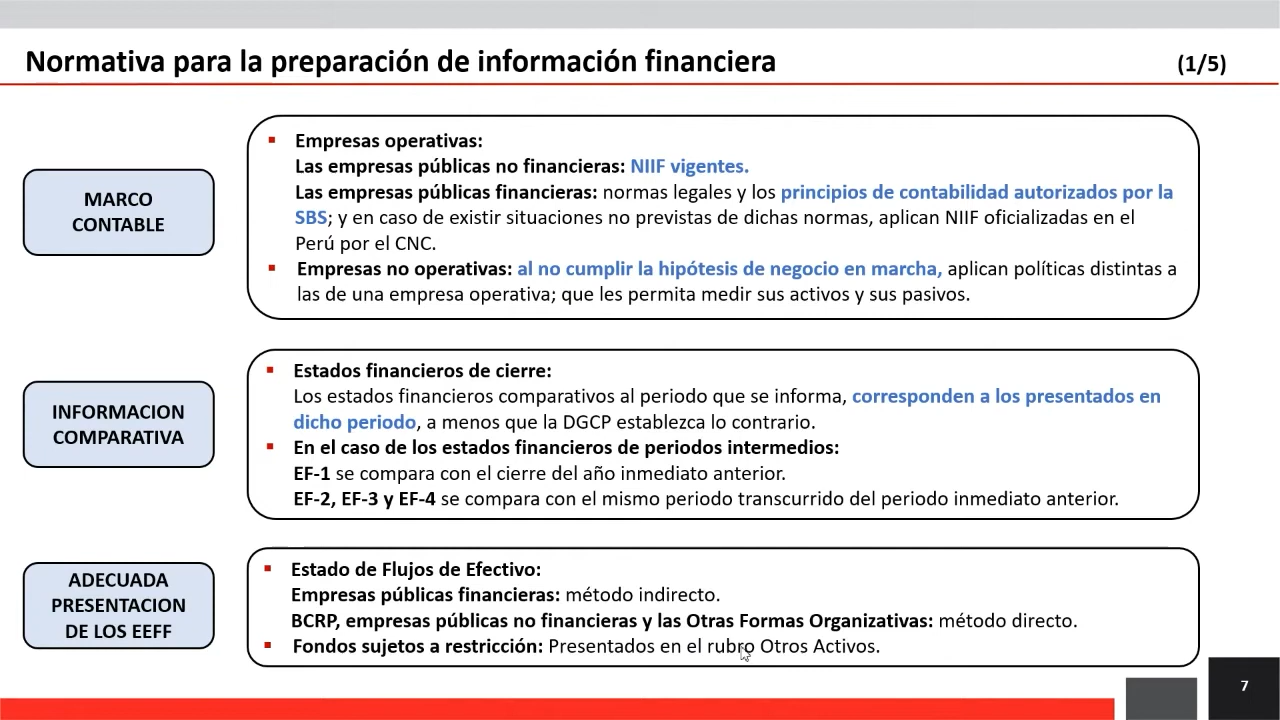 Normativa para la preparación de información financiera
(1/5)
MARCO
CONTABLE
▪ Empresas operativas:
Las empresas públicas no financieras: NIIF vigentes.
Las empresas públicas financieras: normas legales y los principios de contabilidad autorizados por la
SBS; y en caso de existir situaciones no previstas de dichas normas, aplican NIIF oficializadas en el
Perú por el CNC.
▪ Empresas no operativas: al no cumplir la hipótesis de negocio en marcha, aplican políticas distintas a
las de una empresa operativa; que les permita medir sus activos y sus pasivos.
INFORMACION
COMPARATIVA
▪ Estados financieros de cierre:
Los estados financieros comparativos al periodo que se informa, corresponden a los presentados en
dicho periodo, a menos que la DGCP establezca lo contrario.
▪ En el caso de los estados financieros de periodos intermedios:
EF-1 se compara con el cierre del año inmediato anterior.
EF-2, EF-3 y EF-4 se compara con el mismo periodo transcurrido del periodo inmediato anterior.
ADECUADA
PRESENTACION
DE LOS EEFF
▪ Estado de Flujos de Efectivo:
Empresas públicas financieras: método indirecto.
BCRP, empresas públicas no financieras y las Otras Formas Organizativas: método directo.
▪ Fondos sujetos a restricción: Presentados en el rubro Otros Activos.
7